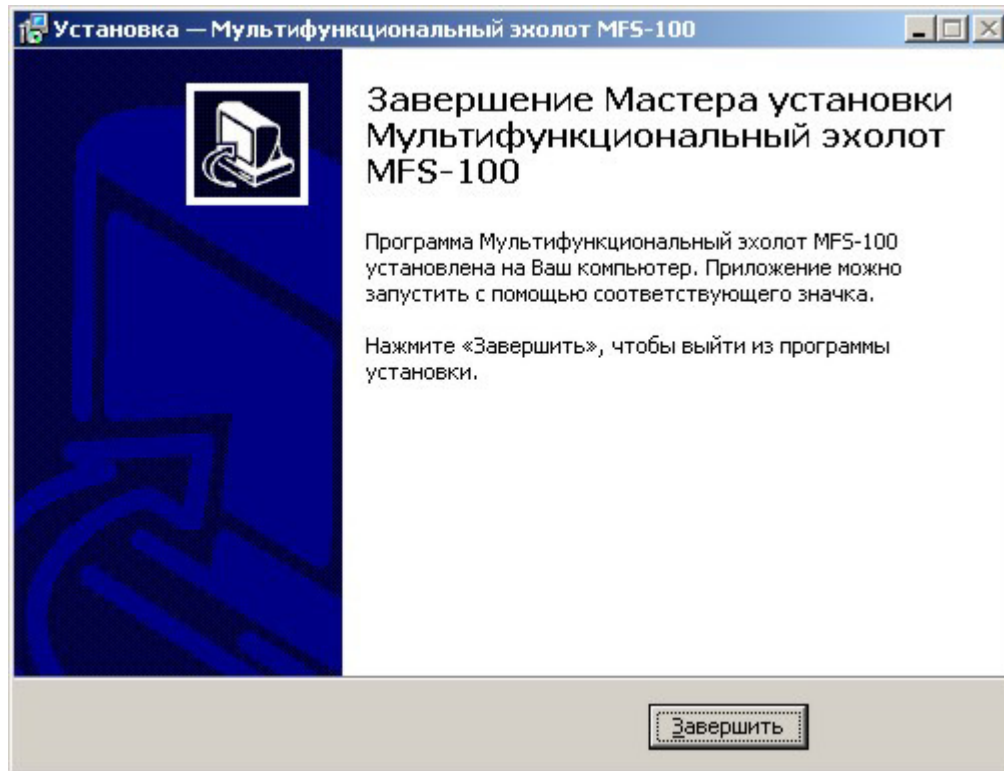 Установка — Мультифункциональный эхолот MFS-100
Завершение Мастера установки
Мультифункциональный эхолот
MFS-100
Программа Мультифункциональный эхолот MFS-100
установлена на Ваш компьютер. Приложение можно
запустить с помощью соответствующего значка.
Нажмите «Завершить», чтобы выйти из программы
установки.
Завершить